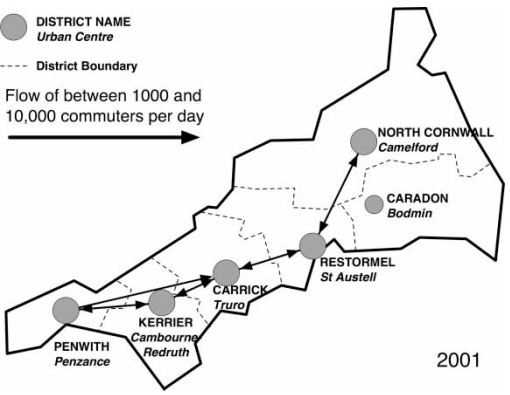 DISTRICT NAME
Urban Centre
District Boundary
Flow of between 1000 and
10,000 commuters per day
NORTH CORNWALL
Camelford
CARADON
Bodmin
RESTORMEL
St Austell
CARRICK
Truro
KERRIER
Cambourne
Redruth
PENWITH
Penzance
2001